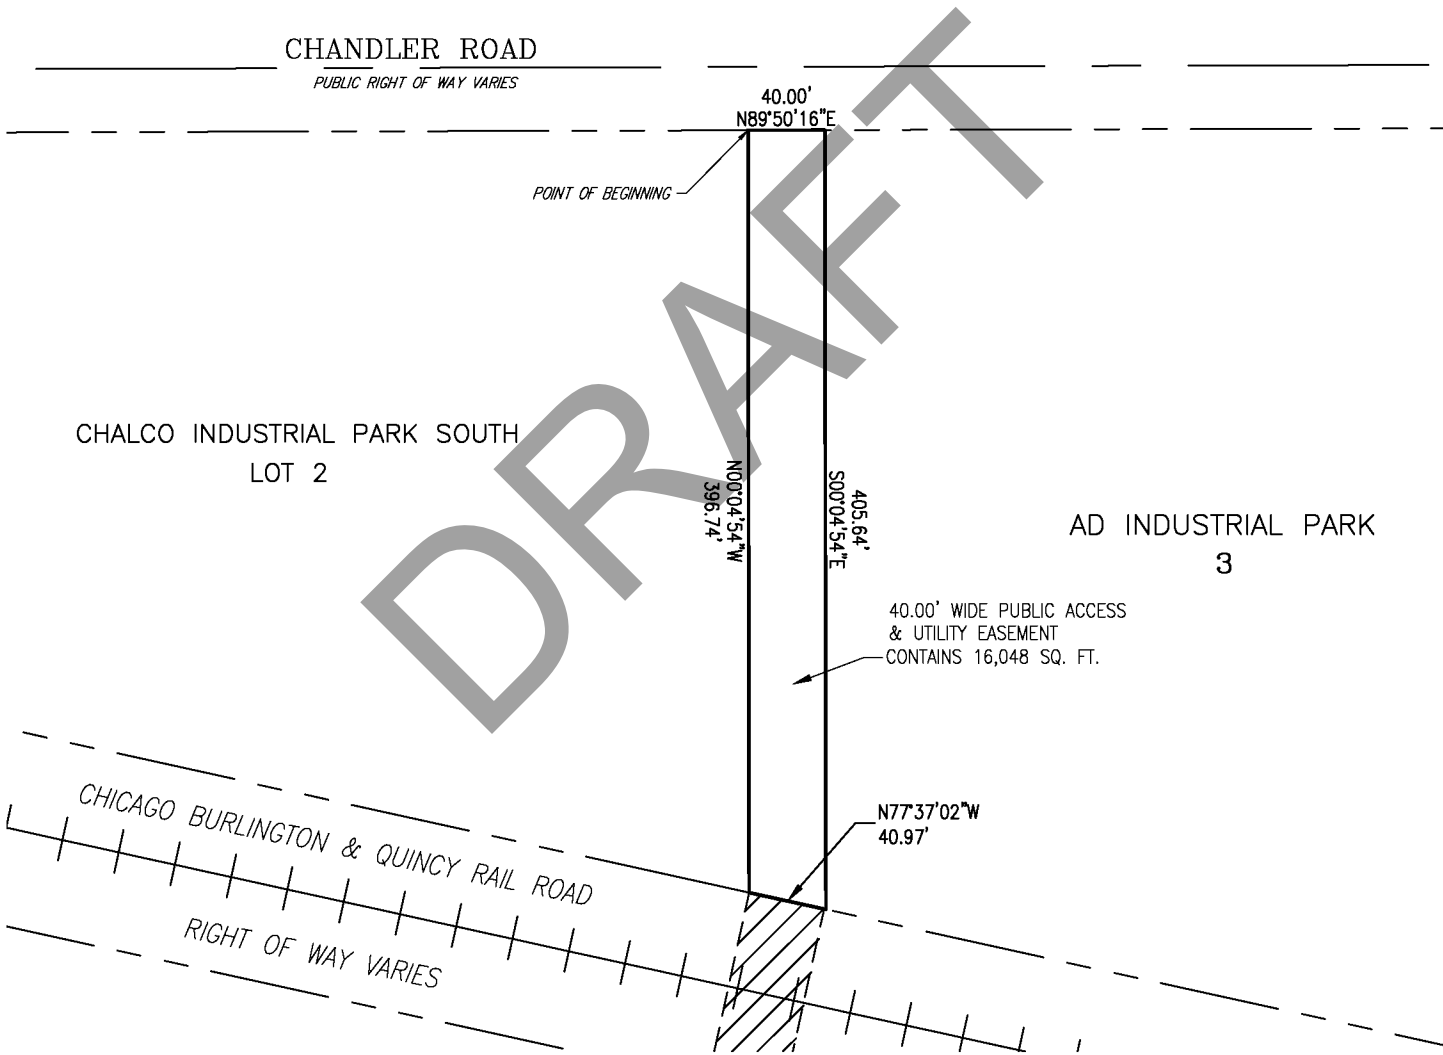 CHANDLER ROAD
PUBLIC RIGHT OF WAY VARIES
40.00'
N89°50'16"E
POINT OF BEGINNING
DRAFT
CHALCO INDUSTRIAL PARK SOUTH
LOT 2
N00°04'54"W
396.74'
405.64'
S00°04'54"E
AD INDUSTRIAL PARK
3
40.00' WIDE PUBLIC ACCESS
& UTILITY EASEMENT
CONTAINS 16,048 SQ. FT.
N77°37'02"W
40.97'
CHICAGO BURLINGTON & QUINCY RAIL ROAD
RIGHT OF WAY VARIES